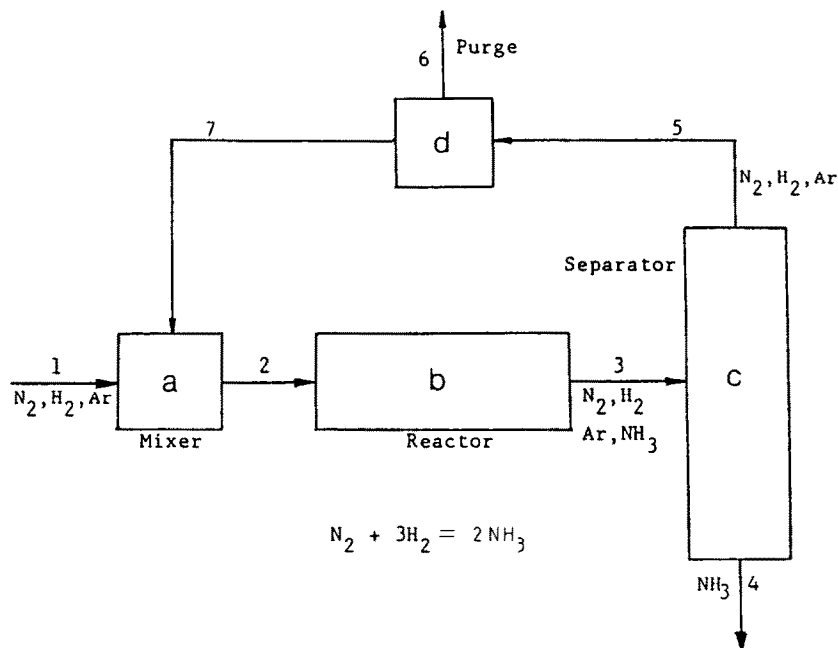 6 Purge
7
d
5
N2,H2,Ar
Separator
1
N2,H2,Ar
a
Mixer
2
b
Reactor
3
N2,H2
Ar,NH3
c
N2 + 3H2 = 2NH3
NH3 4